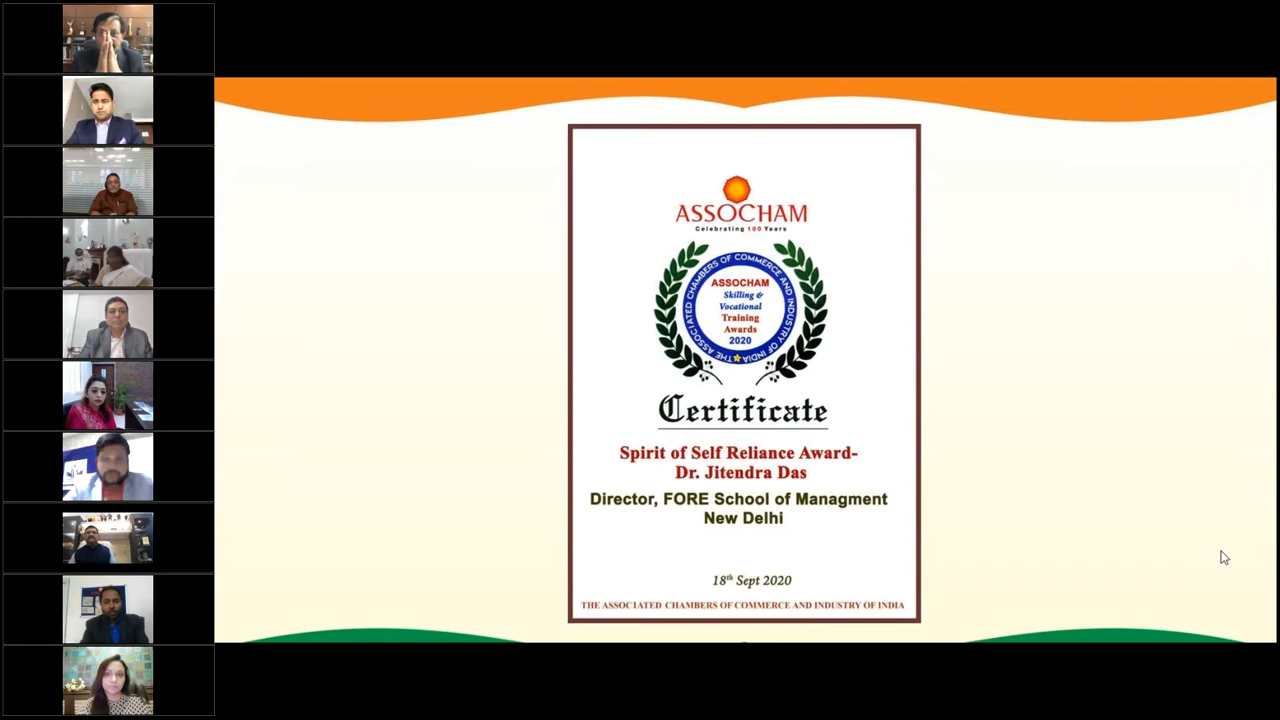 ASSOCHAM
Celebrating 100 Years
THE ASSOCIATED CHAMBERS OF COMMERCE AND INDUSTRY OF INDIA
ASSOCHAM
Skilling &
Vocational
Training
Awards
2020
Certificate
Spirit of Self Reliance Award-
Dr. Jitendra Das
Director, FORE School of Managment
New Delhi
18th Sept 2020
THE ASSOCIATED CHAMBERS OF COMMERCE AND INDUSTRY OF INDIA